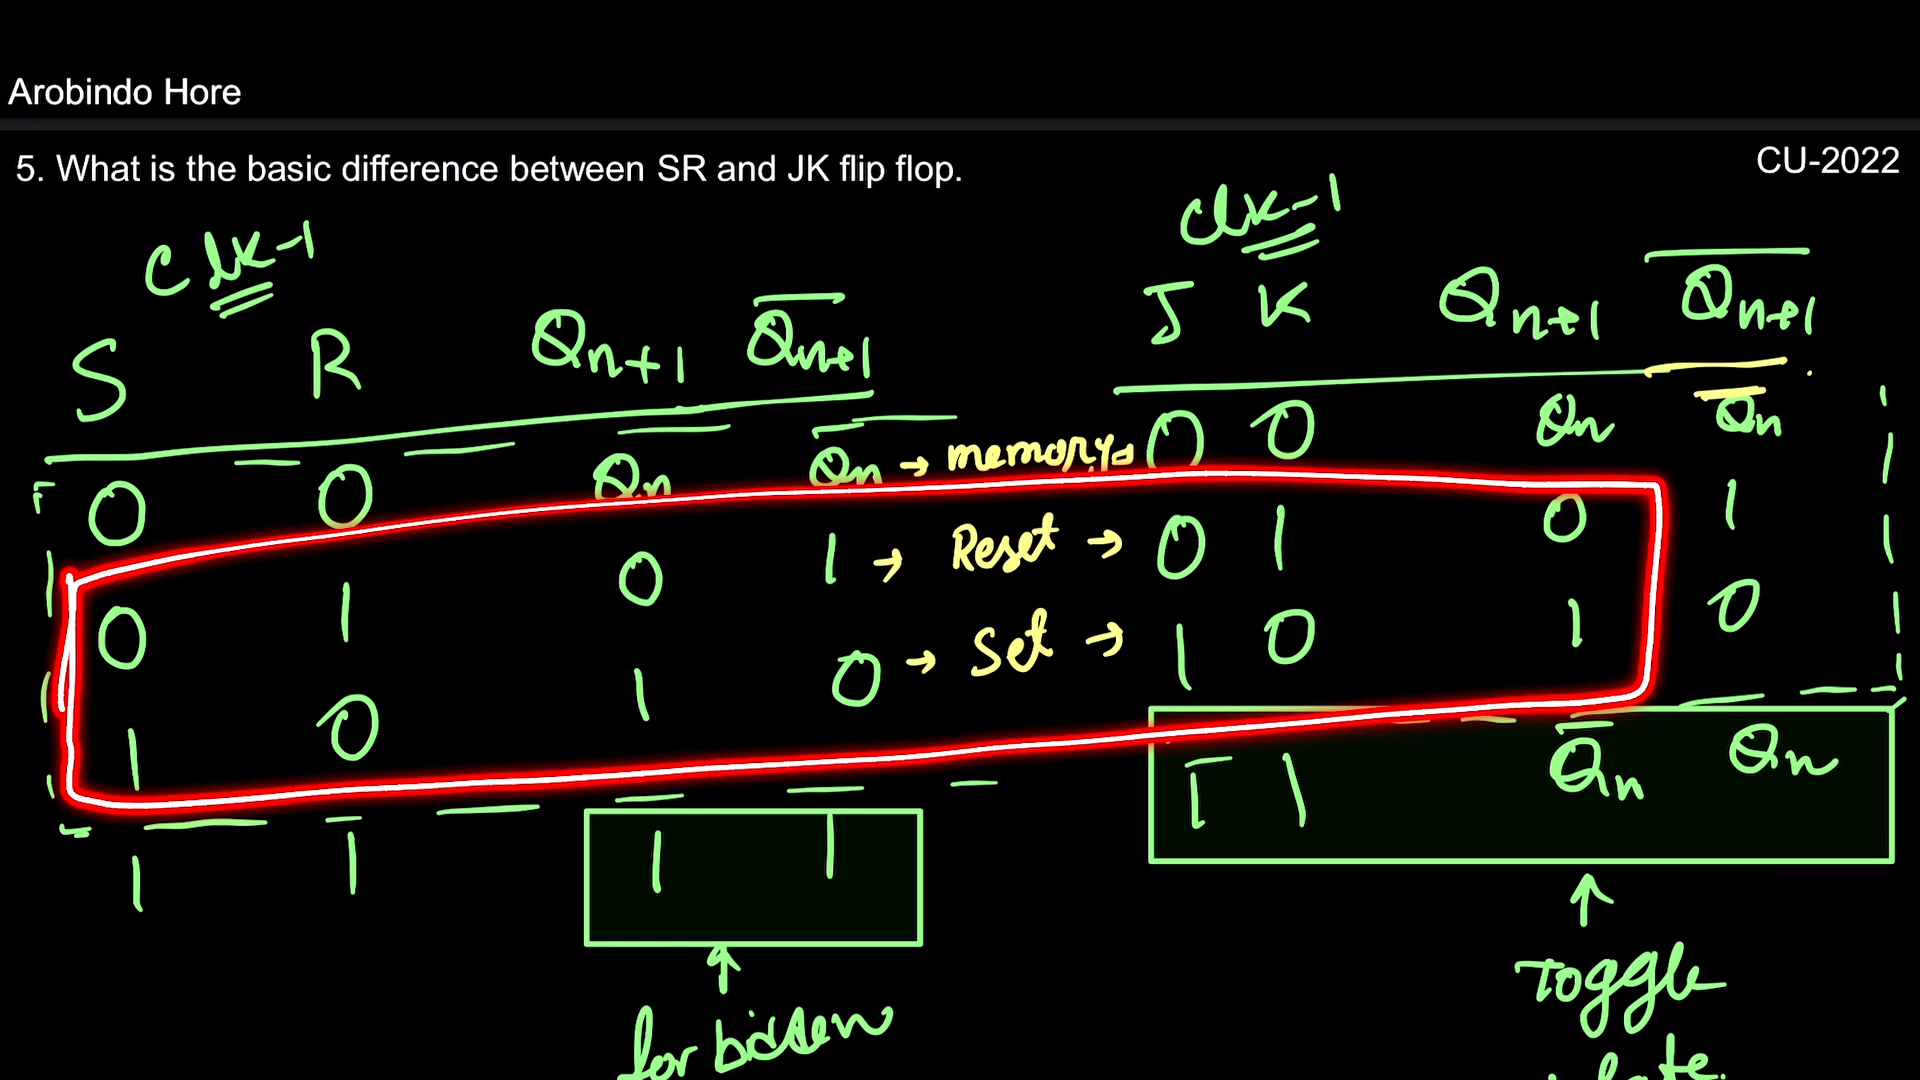 Arobindo Hore
5. What is the basic difference between SR and JK flip flop.
CU-2022
Clk-1
Clk-1
S R Qn+1 Q̅n+1
J K Qn+1 Q̅n+1
0 0 Qn Q̅n → memory 0 0 Qn Q̅n
0 1 0 1 → Reset → 0 1 0 1
1 0 1 0 → Set → 1 0 1 0
1 1 1 1
1 1 Q̅n Qn
↑
forbidden
↑
Toggle